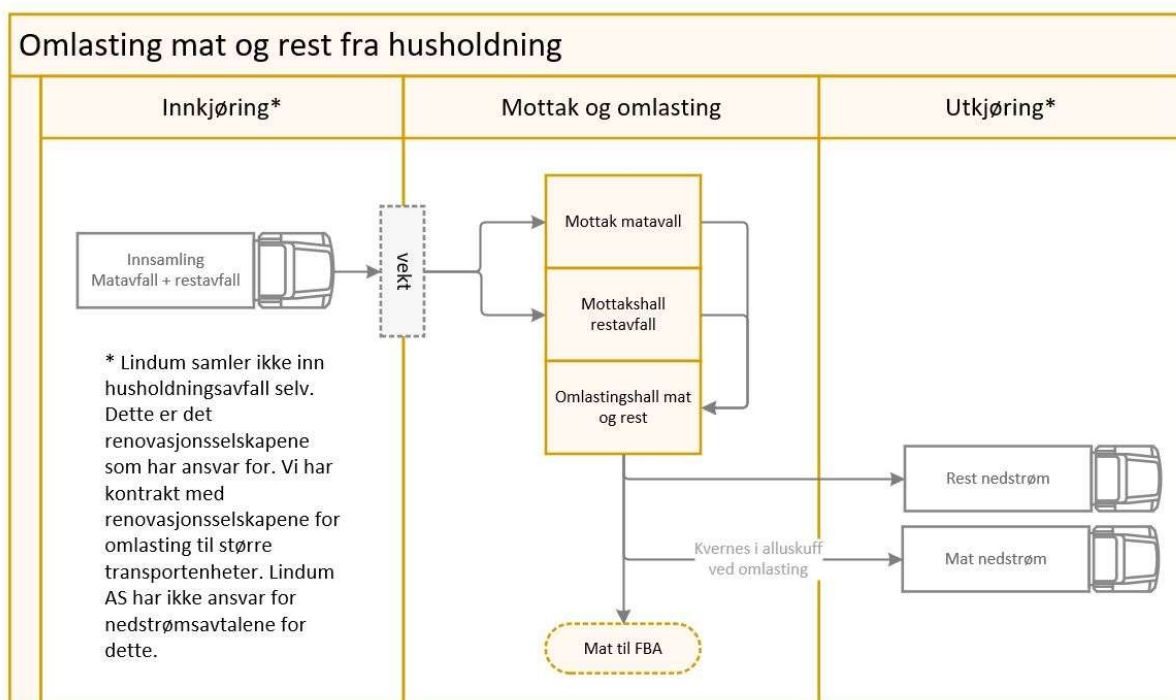 Omlasting mat og rest fra husholdning
Innkjøring*
Mottak og omlasting
Utkjøring*
Innsamling
Matavfall + restavfall
vekt
Mottak matavall
Mottakshall
restavfall
Omlastingshall mat
og rest
* Lindum samler ikke inn
husholdningsavfall selv.
Dette er det
renovasjonsselskapene
som har ansvar for. Vi har
kontrakt med
renovasjonsselskapene for
omlasting til større
transportenheter. Lindum
AS har ikke ansvar for
nedstrømsavtalene for
dette.
Rest nedstrøm
Kvernes i alluskuff
ved omlasting
Mat nedstrøm
Mat til FBA